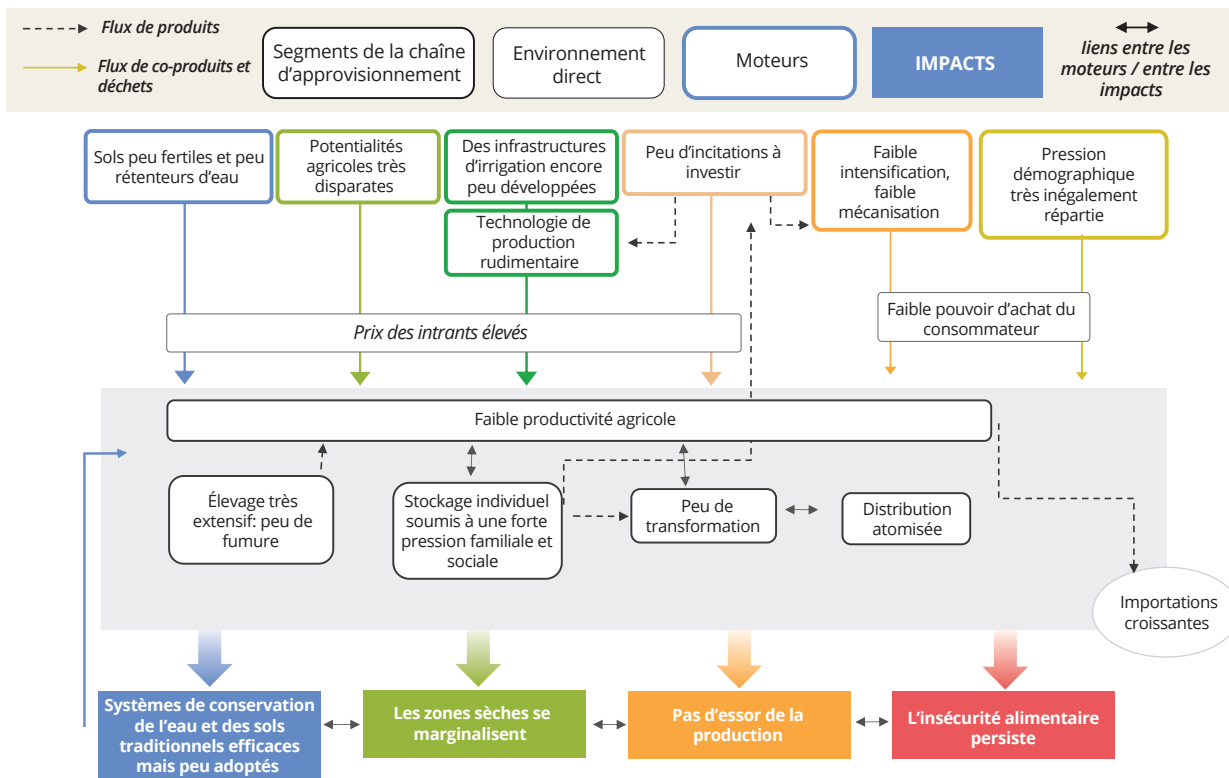 Flux de produits
Flux de co-produits et
déchets
Segments de la chaîne
d’approvisionnement
Environnement
direct
Moteurs
IMPACTS
liens entre les
moteurs / entre les
impacts
Sols peu fertiles et peu
rétenteurs d’eau
Potentialités
agricoles très
disparates
Des infrastructures
d’irrigation encore
peu développées
Technologie de
production
rudimentaire
Peu d’incitations à
investir
Faible
intensification,
faible
mécanisation
Pression
démographique
très inégalement
répartie
Prix des intrants élevés
Faible pouvoir d’achat du
consommateur
Faible productivité agricole
Élevage très
extensif: peu de
fumure
Stockage individuel
soumis à une forte
pression familiale et
sociale
Peu de
transformation
Distribution
atomisée
Importations
croissantes
Systèmes de conservation
de l’eau et des sols
traditionnels efficaces
mais peu adoptés
Les zones sèches se
marginalisent
Pas d’essor de la
production
L’insécurité alimentaire
persiste